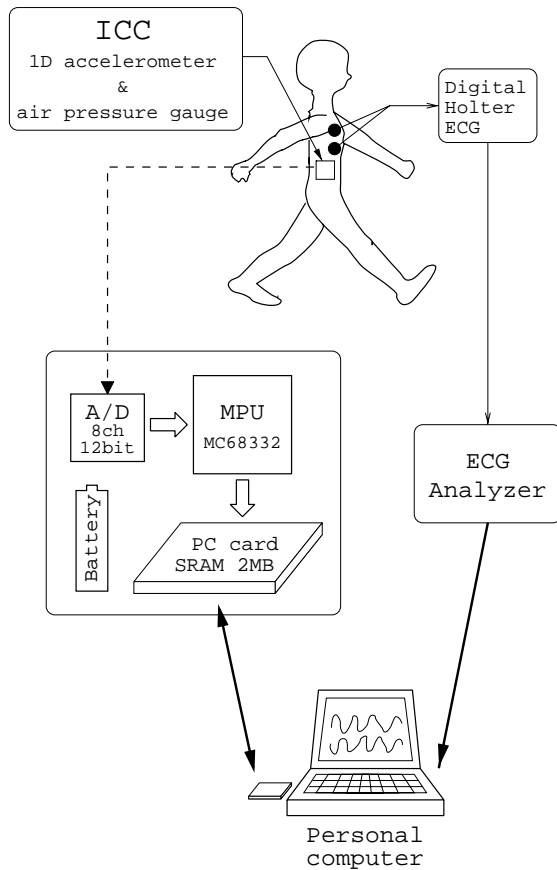 ICC
1D accelerometer
&
air pressure gauge
Digital
Holter
ECG
A/D
8ch
12bit
MPU
MC68332
ECG
Analyzer
Battery
PC card
SRAM 2MB
Personal
computer